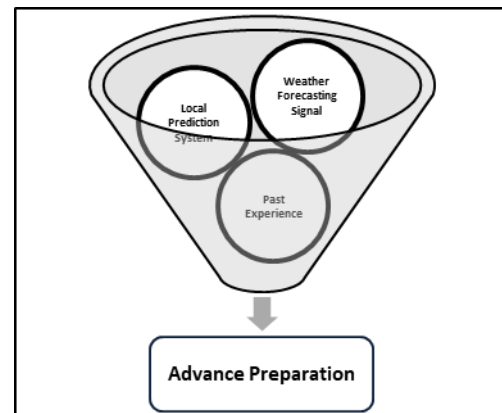 Weather
Forecasting
Signal
Local
Prediction
System
Past
Experience
Advance Preparation